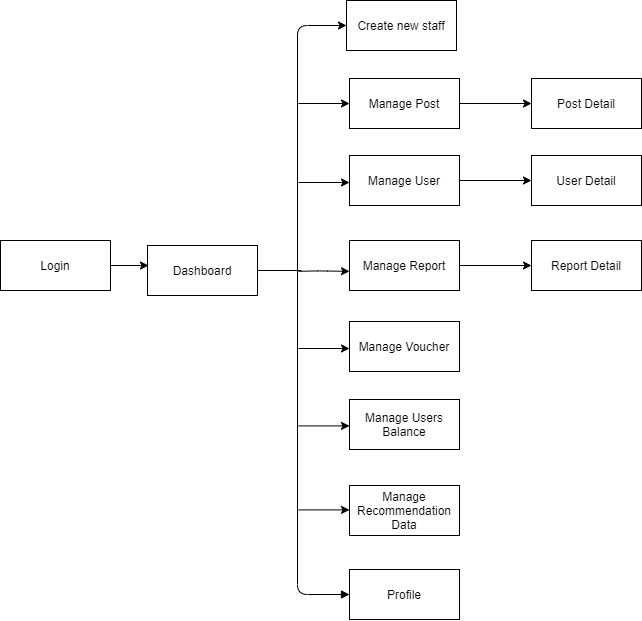 Create new staff
Manage Post
Post Detail
Manage User
User Detail
Login
Dashboard
Manage Report
Report Detail
Manage Voucher
Manage Users
Balance
Manage
Recommendation
Data
Profile